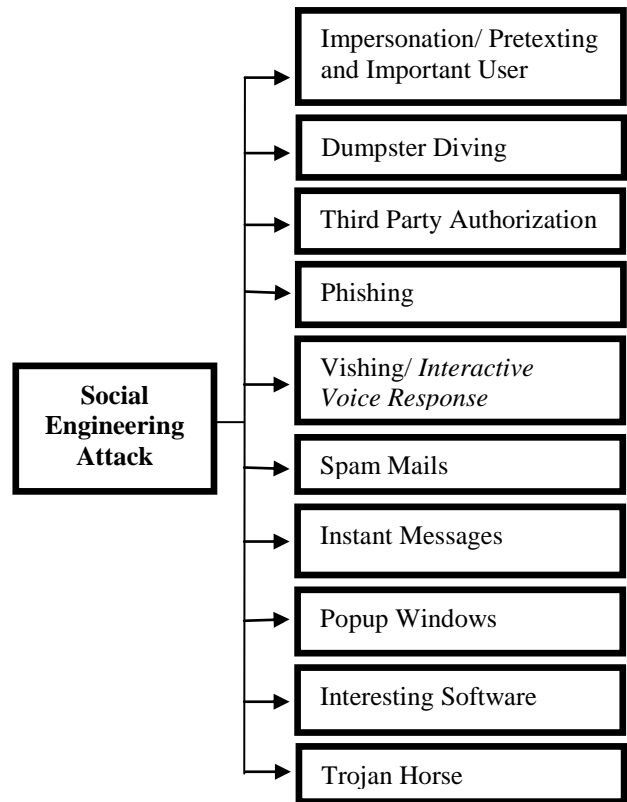 Impersonation/ Pretexting
and Important User
Dumpster Diving
Third Party Authorization
Phishing
Vishing/ Interactive
Voice Response
Social
Engineering
Attack
Spam Mails
Instant Messages
Popup Windows
Interesting Software
Trojan Horse